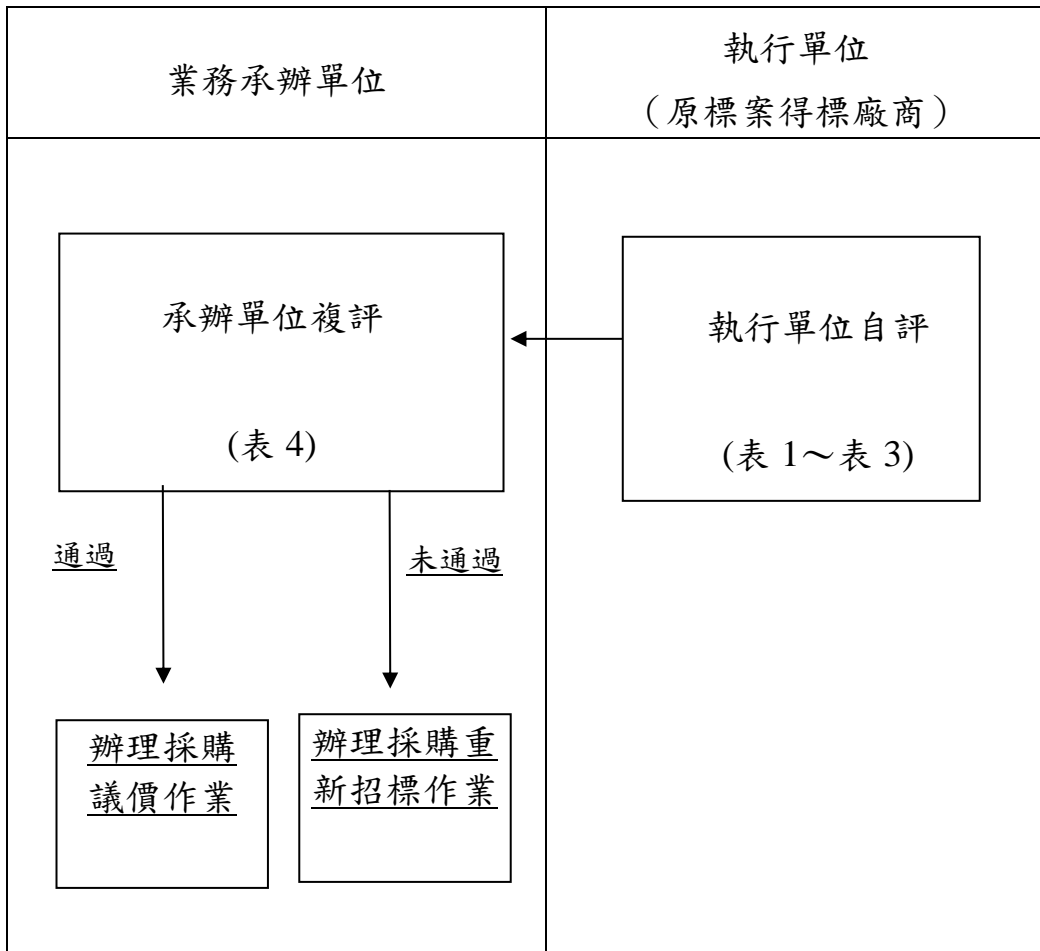 業務承辦單位
執行單位
（原標案得標廠商）
承辦單位複評
(表 4)
執行單位自評
(表 1～表 3)
通過
未通過
辦理採購
議價作業
辦理採購重
新招標作業